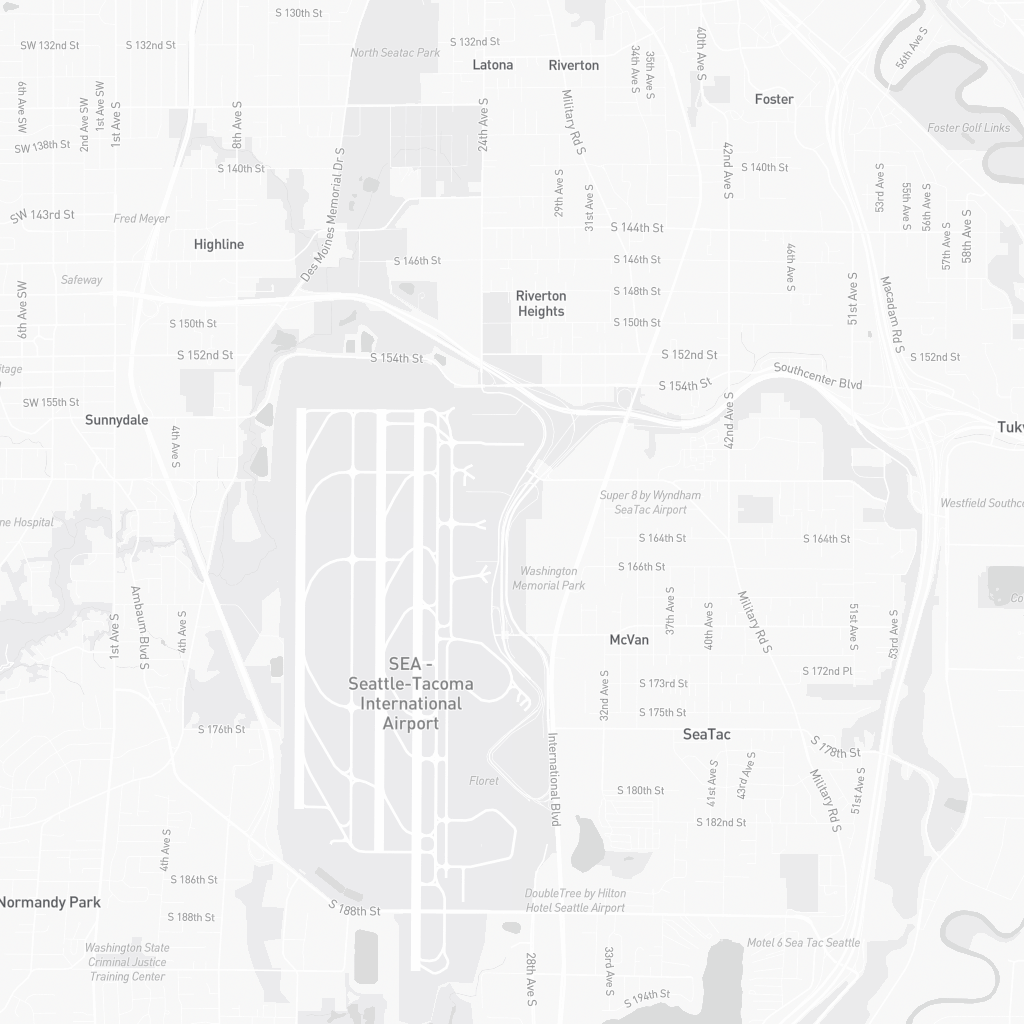 S 130th St
SW 132nd St
S 132nd St
North Seatac Park
S 132nd St
Latona
Riverton
34th Ave S
35th Ave S
40th Ave S
56th Ave S
Foster
Foster Golf Links
6th Ave SW
2nd Ave SW
1st Ave SW
1st Ave S
8th Ave S
24th Ave S
Military Rd S
SW 138th St
S 140th St
S 140th St
42nd Ave S
Des Moines Memorial Dr S
29th Ave S
31st Ave S
53rd Ave S
55th Ave S
56th Ave S
57th Ave S
58th Ave S
SW 143rd St
Fred Meyer
S 144th St
Highline
S 146th St
S 146th St
46th Ave S
Safeway
6th Ave SW
S 148th St
51st Ave S
Macadam Rd S
Riverton
Heights
S 150th St
S 150th St
S 152nd St
S 154th St
S 152nd St
S 152nd St
Southcenter Blvd
S 154th St
SW 155th St
Sunnydale
4th Ave S
42nd Ave S
Super 8 by Wyndham
SeaTac Airport
S 164th St
S 164th St
S 166th St
Washington
Memorial Park
Ambaum Blvd S
1st Ave S
4th Ave S
37th Ave S
40th Ave S
Military Rd S
51st Ave S
53rd Ave S
McVan
SEA -
Seattle-Tacoma
International
Airport
S 172nd Pl
32nd Ave S
S 173rd St
S 175th St
S 176th St
SeaTac
S 178th St
International Blvd
Floret
S 180th St
41st Ave S
43rd Ave S
Military Rd S
51st Ave S
S 182nd St
4th Ave S
S 186th St
Normandy Park
S 188th St
S 188th St
DoubleTree by Hilton
Hotel Seattle Airport
Washington State
Criminal Justice
Training Center
Motel 6 Sea Tac Seattle
28th Ave S
33rd Ave S
S 194th St